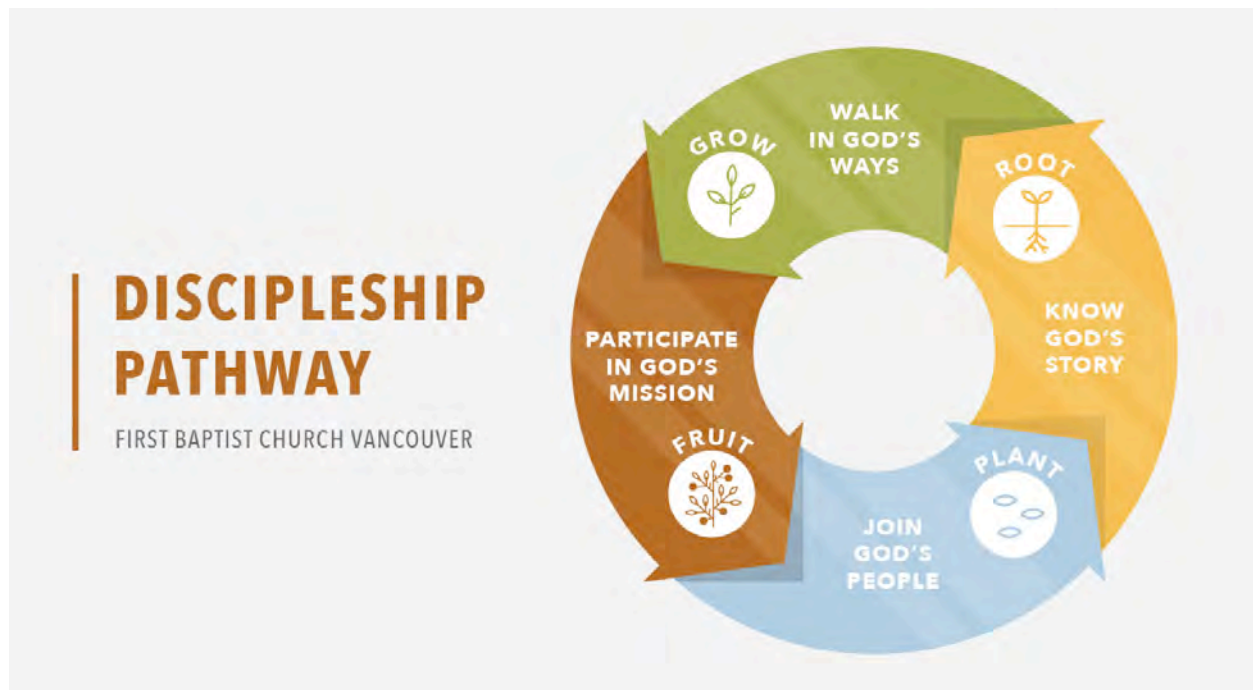 DISCIPLESHIP
PATHWAY
FIRST BAPTIST CHURCH VANCOUVER
GROW
WALK
IN GOD'S
WAYS
ROOT
KNOW
GOD'S
STORY
PLANT
JOIN
GOD'S
PEOPLE
FRUIT
PARTICIPATE
IN GOD'S
MISSION